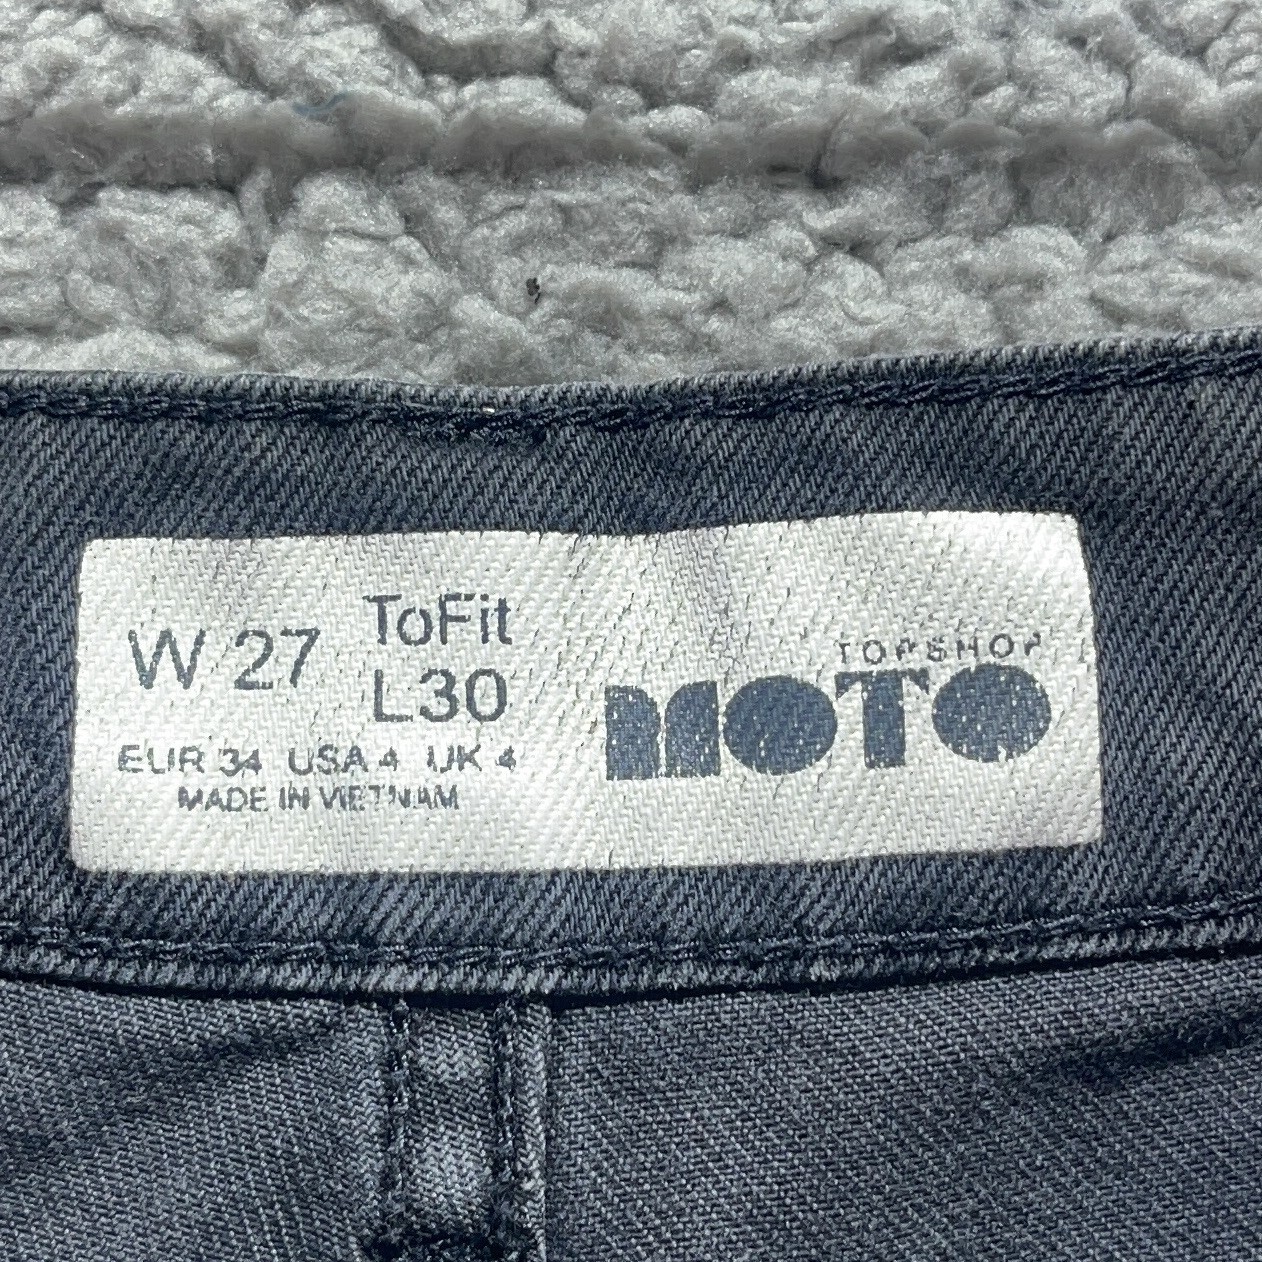 W 27 ToFit
L30
EUR 34 USA 4 UK 4
MADE IN VIETNAM
TOPSHOP
MOTO